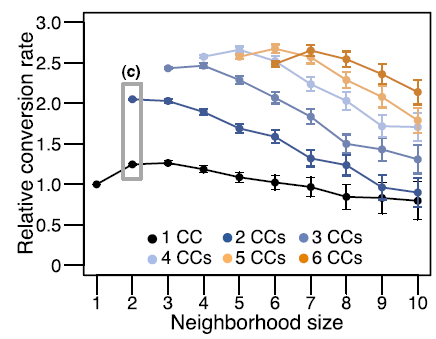 3.0
2.5
2.0
1.5
1.0
0.5
0
Relative conversion rate
(c)
1 CC 2 CCs 3 CCs
4 CCs 5 CCs 6 CCs
1 2 3 4 5 6 7 8 9 10
Neighborhood size